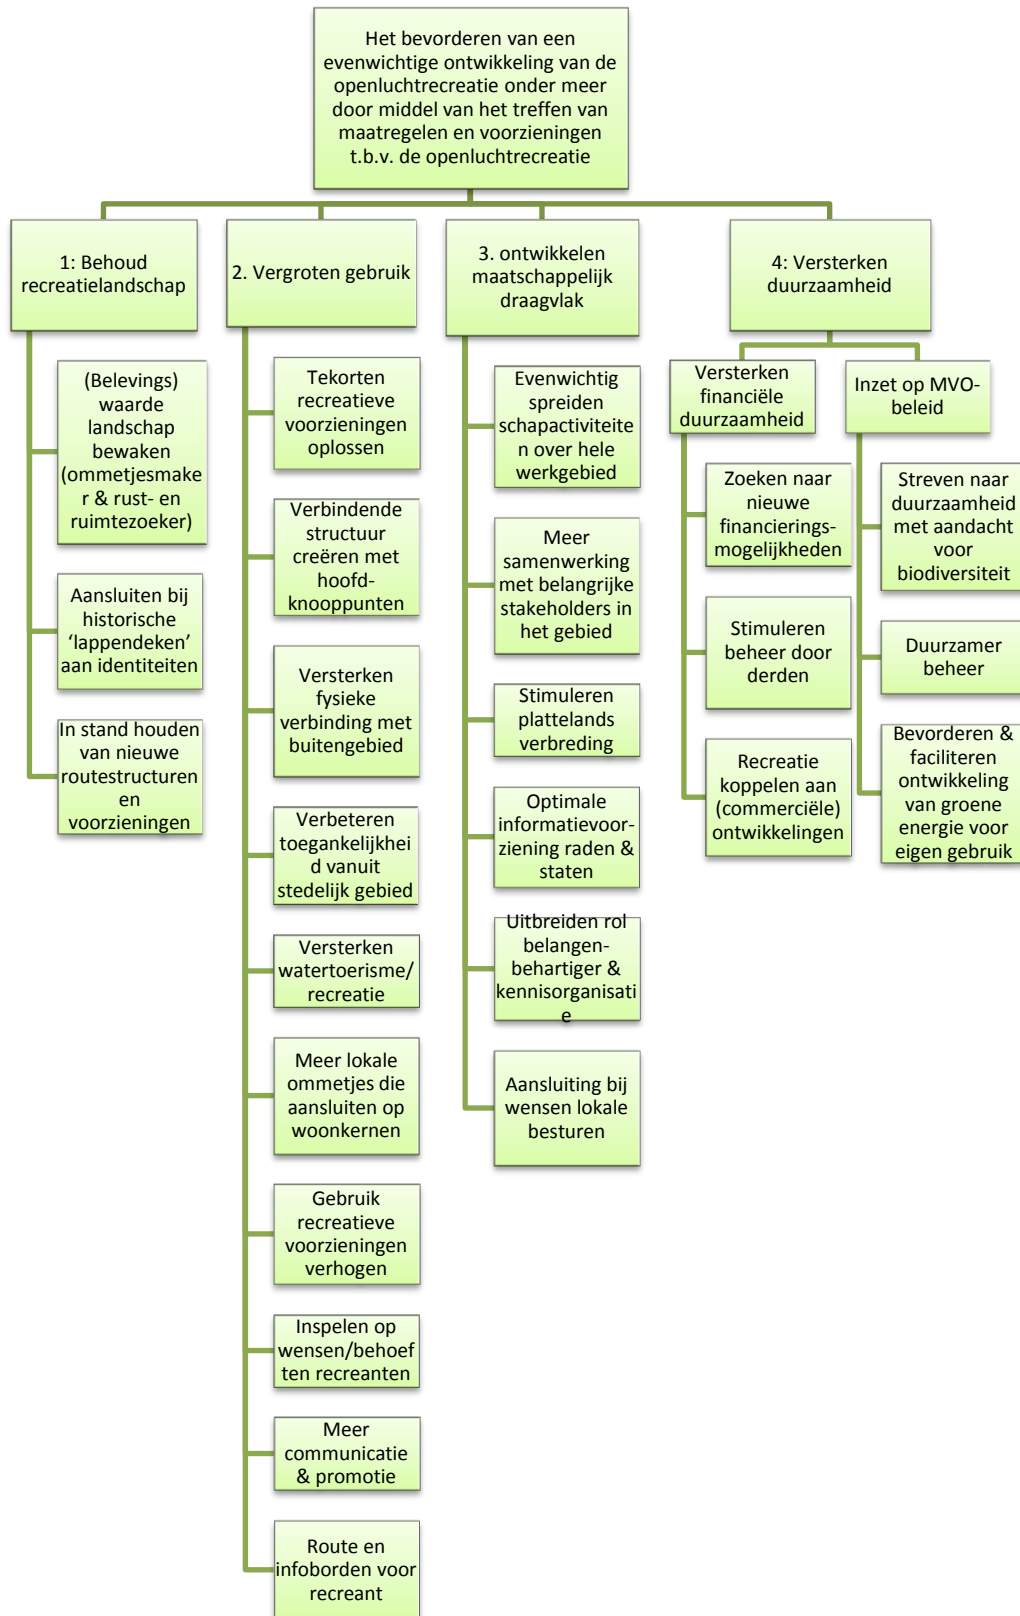 Het bevorderen van een
evenwichtige ontwikkeling van de
openluchtrecreatie onder meer
door middel van het treffen van
maatregelen en voorzieningen
t.b.v. de openluchtrecreatie
1: Behoud
recreatielandschap
(Belevings)
waarde
landschap
bewaken
(ommetjesmake
r & rust- en
ruimtezoeker)
Aansluiten bij
historische
‘lappendeken’
aan identiteiten
In stand houden
van nieuwe
routestructuren
en
voorzieningen
2. Vergroten gebruik
Tekorten
recreatieve
voorzieningen
oplossen
Verbindende
structuur
creëren met
hoofd-
knooppunten
Versterken
fysieke
verbinding met
buitengebied
Verbeteren
toegankelijkhei
d vanuit
stedelijk gebied
Versterken
watertoerisme/
recreatie
Meer lokale
ommetjes die
aansluiten op
woonkernen
Gebruik
recreatieve
voorzieningen
verhogen
Inspelen op
wensen/behoef
ten recreanten
Meer
communicatie
& promotie
Route en
infoborden voor
recreant
3. ontwikkelen
maatschappelijk
draagvlak
Evenwichtig
spreiden
schapactiviteite
n over hele
werkgebied
Meer
samenwerking
met belangrijke
stakeholders in
het gebied
Stimuleren
plattelands
verbreding
Optimale
informatievoor-
ziening raden &
staten
Uitbreiden rol
belangen-
behartiger &
kennisorganisati
e
Aansluiting bij
wensen lokale
besturen
4: Versterken
duurzaamheid
Versterken
financiële
duurzaamheid
Zoeken naar
nieuwe
financierings-
mogelijkheden
Stimuleren
beheer door
derden
Recreatie
koppelen aan
(commerciële)
ontwikkelingen
Inzet op MVO-
beleid
Streven naar
duurzaamheid
met aandacht
voor
biodiversiteit
Duurzamer
beheer
Bevorderen &
faciliteren
ontwikkeling
van groene
energie voor
eigen gebruik